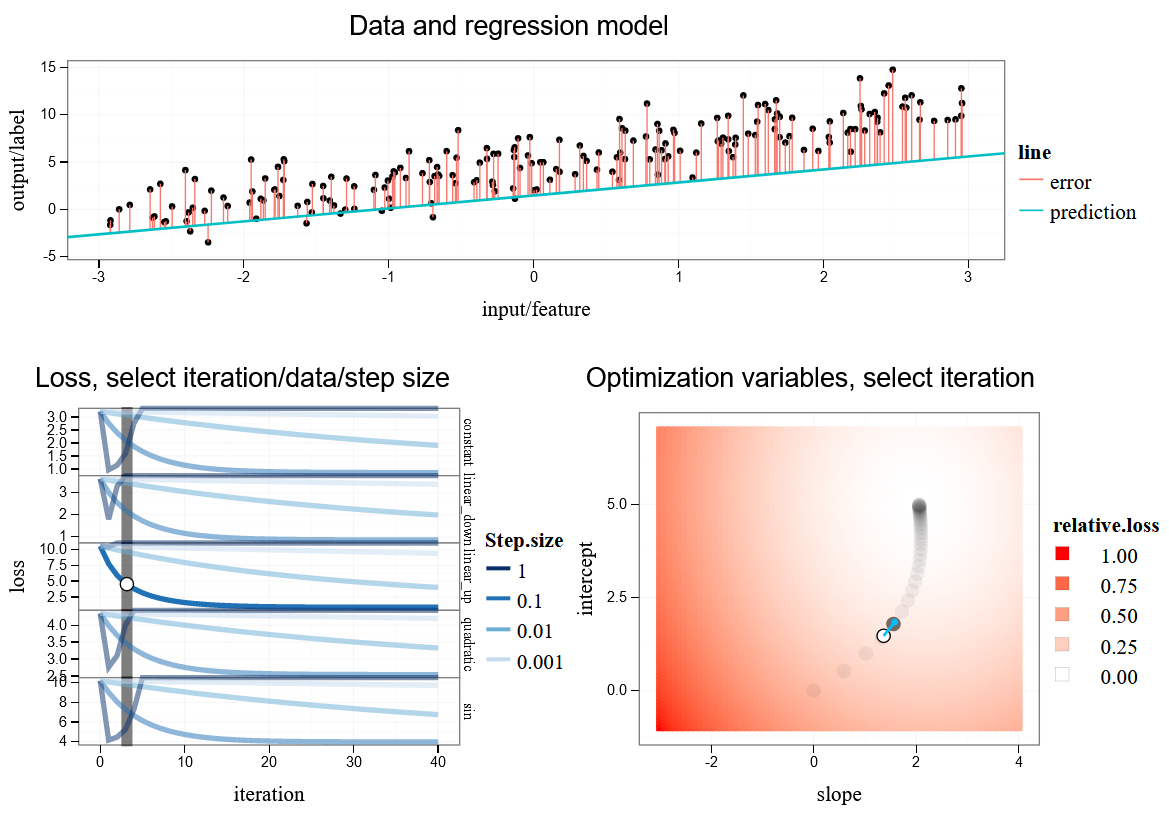 Data and regression model
output/label
15
10
5
0
-5
-3
-2
-1
0
1
2
3
input/feature
line
error
prediction
Loss, select iteration/data/step size
loss
3.0
2.5
2.0
1.5
1.0
constant
3
2
1
linear_down
10.0
7.5
5.0
2.5
linear_up
4.0
3.5
3.0
2.5
quadratic
10
8
6
4
sin
0
10
20
30
40
iteration
Step.size
1
0.1
0.01
0.001
Optimization variables, select iteration
intercept
5.0
2.5
0.0
-2
0
2
4
slope
relative.loss
1.00
0.75
0.50
0.25
0.00